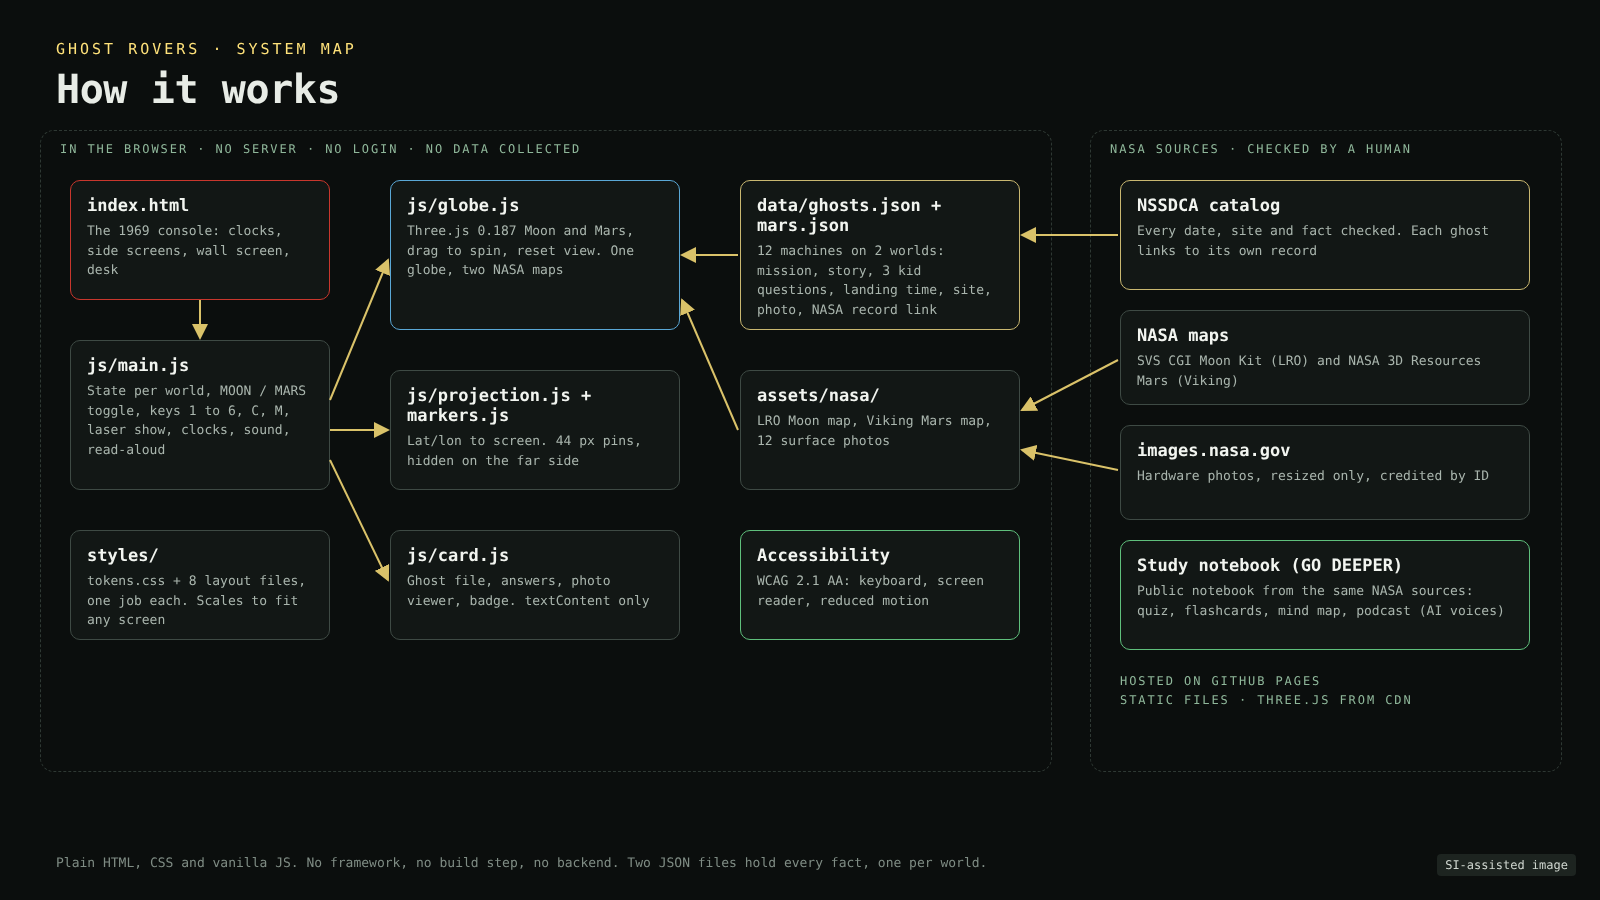 GHOST ROVERS · SYSTEM MAP
How it works
IN THE BROWSER · NO SERVER · NO LOGIN · NO DATA COLLECTED
index.html
The 1969 console: clocks,
side screens, wall screen,
desk
js/main.js
State per world, MOON / MARS
toggle, keys 1 to 6, C, M,
laser show, clocks, sound,
read-aloud
styles/
tokens.css + 8 layout files,
one job each. Scales to fit
any screen
js/globe.js
Three.js 0.187 Moon and Mars,
drag to spin, reset view. One
globe, two NASA maps
js/projection.js +
markers.js
Lat/lon to screen. 44 px pins,
hidden on the far side
js/card.js
Ghost file, answers, photo
viewer, badge. textContent only
data/ghosts.json +
mars.json
12 machines on 2 worlds:
mission, story, 3 kid
questions, landing time, site,
photo, NASA record link
assets/nasa/
LRO Moon map, Viking Mars map,
12 surface photos
Accessibility
WCAG 2.1 AA: keyboard, screen
reader, reduced motion
NASA SOURCES · CHECKED BY A HUMAN
NSSDCA catalog
Every date, site and fact checked. Each ghost
links to its own record
NASA maps
SVS CGI Moon Kit (LRO) and NASA 3D Resources
Mars (Viking)
images.nasa.gov
Hardware photos, resized only, credited by ID
Study notebook (GO DEEPER)
Public notebook from the same NASA sources:
quiz, flashcards, mind map, podcast (AI voices)
HOSTED ON GITHUB PAGES
STATIC FILES · THREE.JS FROM CDN
Plain HTML, CSS and vanilla JS. No framework, no build step, no backend. Two JSON files hold every fact, one per world.
SI-assisted image